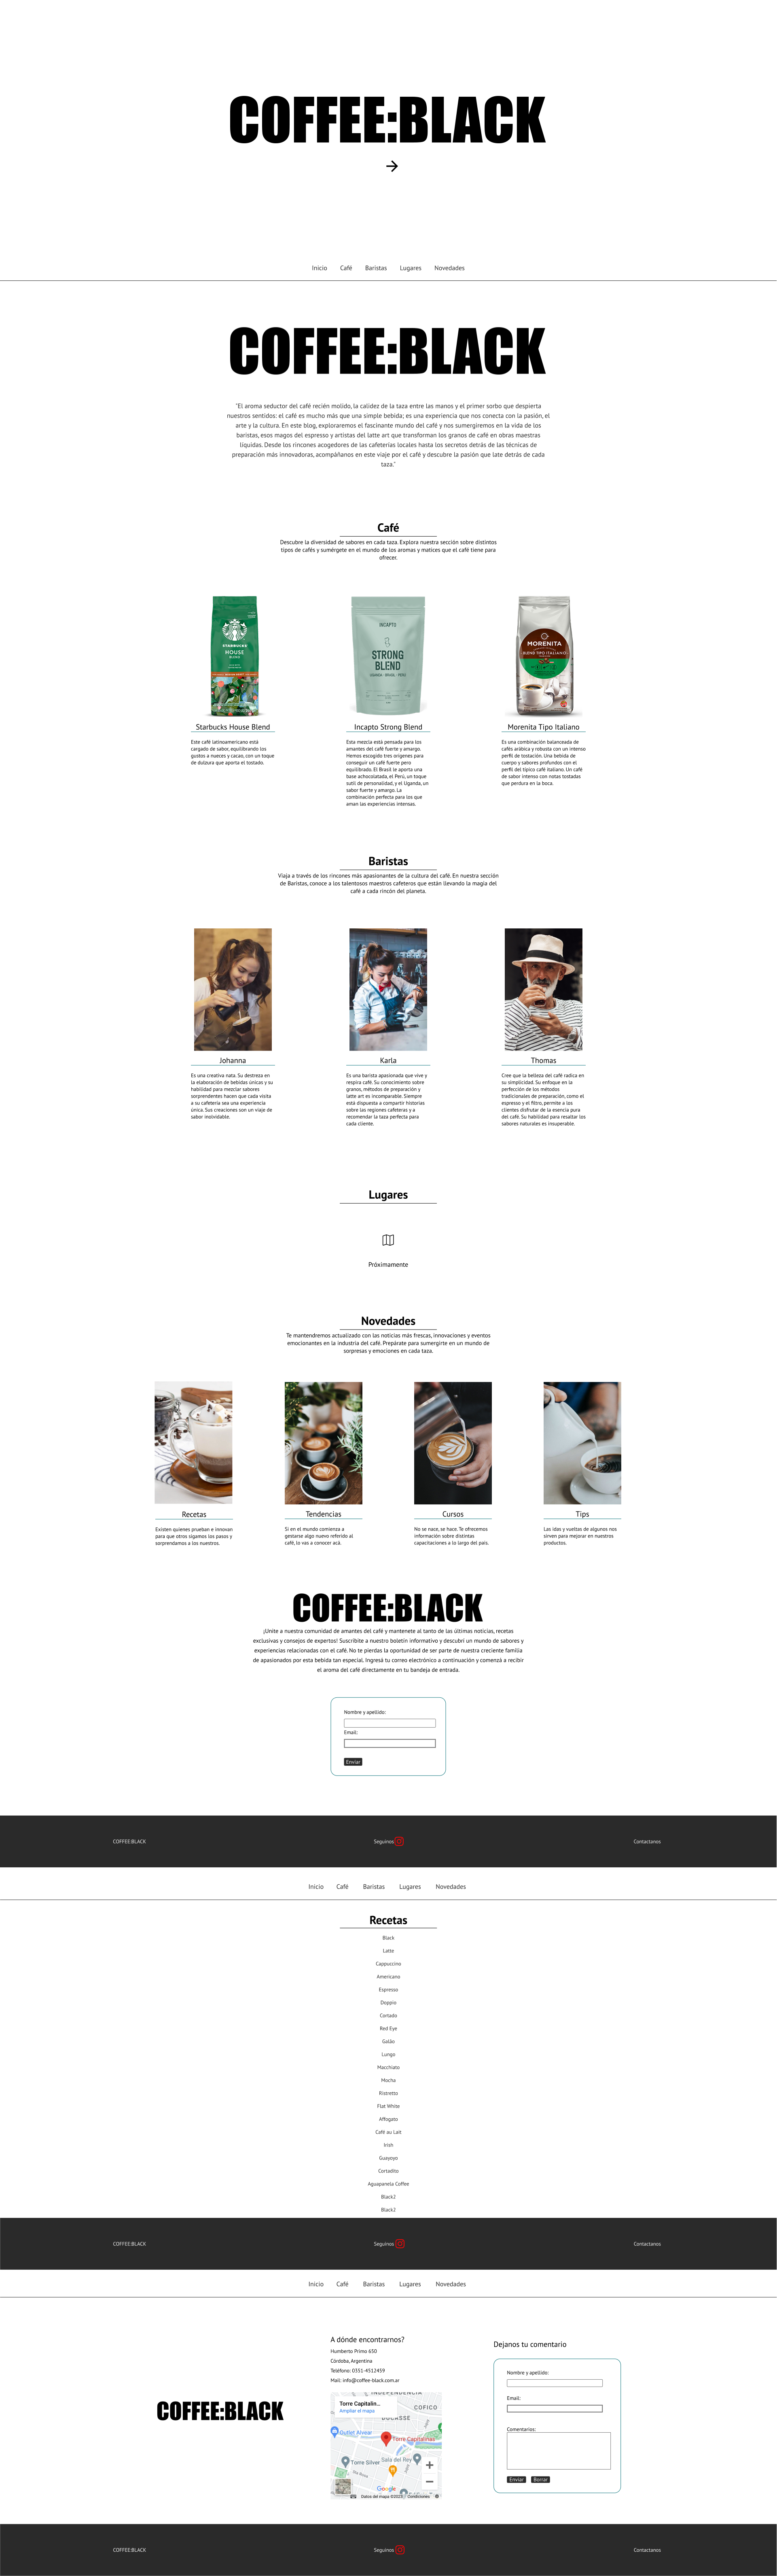 COFFEE:BLACK
Inicio Café Baristas Lugares Novedades
COFFEE:BLACK
"El aroma seductor del café recién molido, la calidez de la taza entre las manos y el primer sorbo que despierta
nuestros sentidos: el café es mucho más que una simple bebida; es una experiencia que nos conecta con la pasión, el
arte y la cultura. En este blog, exploraremos el fascinante mundo del café y nos sumergiremos en la vida de los
baristas, esos magos del espresso y artistas del latte art que transforman los granos de café en obras maestras
líquidas. Desde los rincones acogedores de las cafeterías locales hasta los secretos detrás de las técnicas de
preparación más innovadoras, acompáñanos en este viaje por el café y descubre la pasión que late detrás de cada
taza."
Café
Descubre la diversidad de sabores en cada taza. Explora nuestra sección sobre distintos
tipos de cafés y sumérgete en el mundo de los aromas y matices que el café tiene para
ofrecer.
STARBUCKS
HOUSE
BLEND
INCAPTO
STRONG
BLEND
UGANDA · BRASIL · PERÚ
MORENITA
BLEND TIPO ITALIANO
Starbucks House Blend
Este café latinoamericano está
cargado de sabor, equilibrando los
gustos a nueces y cacao, con un toque
de dulzura que aporta el tostado.
Incapto Strong Blend
Esta mezcla está pensada para los
amantes del café fuerte y amargo.
Hemos escogido tres orígenes para
conseguir un café fuerte pero
equilibrado. El Brasil le aporta una
base achocolatada, el Perú, un toque
sutil de personalidad, y el Uganda, un
sabor fuerte y amargo. La
combinación perfecta para los que
aman las experiencias intensas.
Morenita Tipo Italiano
Es una combinación balanceada de
cafés arábica y robusta con un intenso
perfil de tostación. Una bebida de
cuerpo y sabores profundos con el
perfil del típico café italiano. Un café
de sabor intenso con notas tostadas
que perdura en la boca.
Baristas
Viaja a través de los rincones más apasionantes de la cultura del café. En nuestra sección
de Baristas, conoce a los talentosos maestros cafeteros que están llevando la magia del
café a cada rincón del planeta.
Johanna
Es una creativa nata. Su destreza en
la elaboración de bebidas únicas y su
habilidad para mezclar sabores
sorprendentes hacen que cada visita
a su cafetería sea una experiencia
única. Sus creaciones son un viaje de
sabor inolvidable.
Karla
Es una barista apasionada que vive y
respira café. Su conocimiento sobre
granos, métodos de preparación y
latte art es incomparable. Siempre
está dispuesta a compartir historias
sobre las regiones cafeteras y a
recomendar la taza perfecta para
cada cliente.
Thomas
Cree que la belleza del café radica en
su simplicidad. Su enfoque en la
perfección de los métodos
tradicionales de preparación, como el
espresso y el filtro, permite a los
clientes disfrutar de la esencia pura
del café. Su habilidad para resaltar los
sabores naturales es insuperable.
Lugares
Próximamente
Novedades
Te mantendremos actualizado con las noticias más frescas, innovaciones y eventos
emocionantes en la industria del café. Prepárate para sumergirte en un mundo de
sorpresas y emociones en cada taza.
Recetas
Existen quienes prueban e innovan
para que otros sigamos los pasos y
sorprendamos a los nuestros.
Tendencias
Si en el mundo comienza a
gestarse algo nuevo referido al
café, lo vas a conocer acá.
Cursos
No se nace, se hace. Te ofrecemos
información sobre distintas
capacitaciones a lo largo del país.
Tips
Las idas y vueltas de algunos nos
sirven para mejorar en nuestros
productos.
COFFEE:BLACK
¡Unite a nuestra comunidad de amantes del café y mantenete al tanto de las últimas noticias, recetas
exclusivas y consejos de expertos! Suscribite a nuestro boletín informativo y descubrí un mundo de sabores y
experiencias relacionadas con el café. No te pierdas la oportunidad de ser parte de nuestra creciente familia
de apasionados por esta bebida tan especial. Ingresá tu correo electrónico a continuación y comenzá a recibir
el aroma del café directamente en tu bandeja de entrada.
Nombre y apellido:
Email:
Enviar
COFFEE:BLACK Seguinos Contactanos
Inicio Café Baristas Lugares Novedades
Recetas
Black
Latte
Cappuccino
Americano
Espresso
Doppio
Cortado
Red Eye
Galão
Lungo
Macchiato
Mocha
Ristretto
Flat White
Affogato
Café au Lait
Irish
Guayoyo
Cortadito
Aguapanela Coffee
Black2
Black2
COFFEE:BLACK Seguinos Contactanos
Inicio Café Baristas Lugares Novedades
COFFEE:BLACK
A dónde encontrarnos?
Humberto Primo 650
Córdoba, Argentina
Teléfono: 0351-4512459
Mail: info@coffee-black.com.ar
INDEPENDENCIA
Torre Capitalin...
Ampliar el mapa
COFICO
DUCASSE
Outlet Alvear
Torre Capitalinas
Torre Silver
Sala del Rey
Google
Datos del mapa ©2023 Condiciones
Dejanos tu comentario
Nombre y apellido:
Email:
Comentarios:
Enviar Borrar
COFFEE:BLACK Seguinos Contactanos